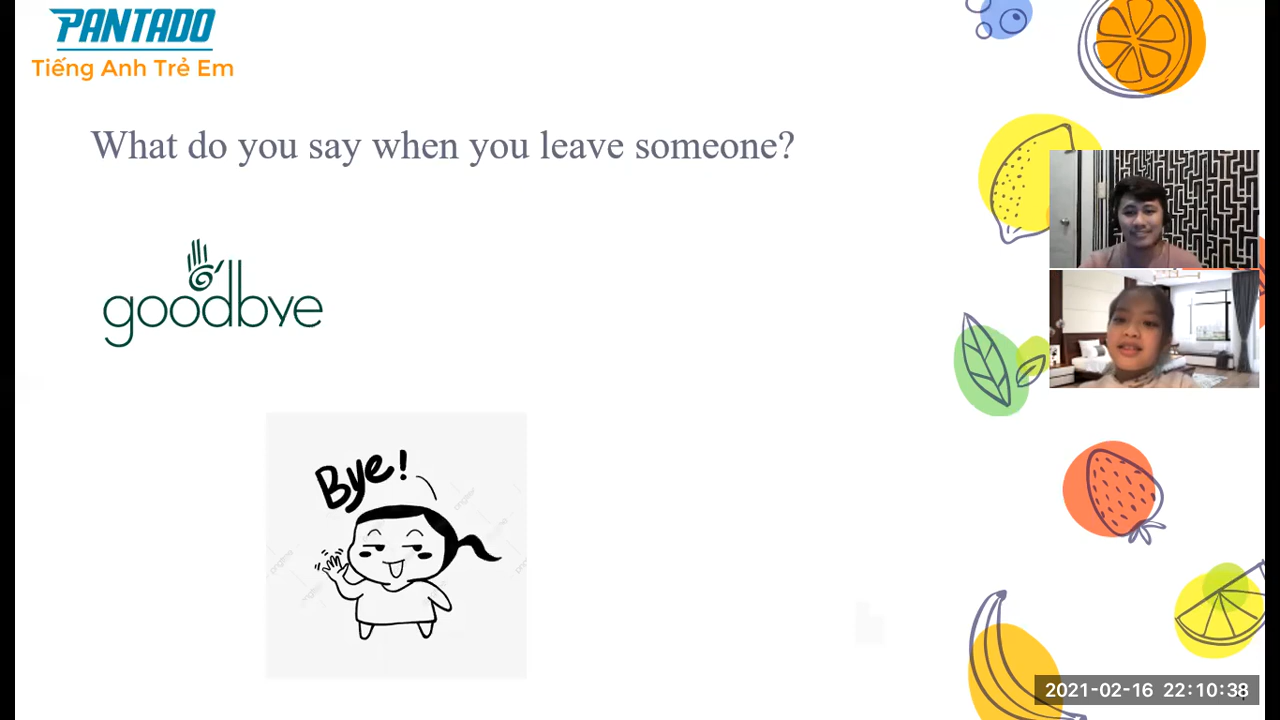 PANTADO
Tiếng Anh Trẻ Em
What do you say when you leave someone?
goodbye
Bye!
2021-02-16 22:10:38